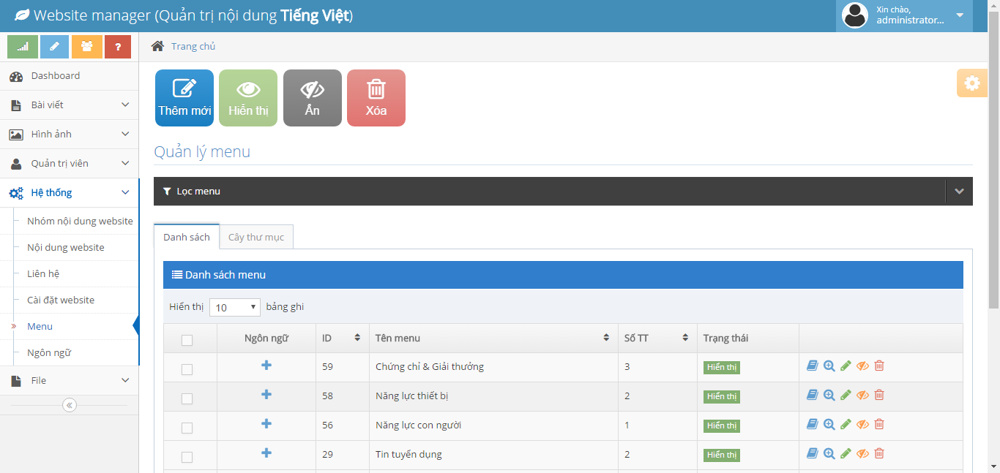 Website manager (Quản trị nội dung Tiếng Việt)
Xin chào,
administrator...
?
Trang chủ
Dashboard
Bài viết
Hình ảnh
Quản trị viên
Hệ thống
Nhóm nội dung website
Nội dung website
Liên hệ
Cài đặt website
Menu
Ngôn ngữ
File
Thêm mới
Hiển thị
Ẩn
Xóa
Quản lý menu
Lọc menu
Danh sách
Cây thư mục
Danh sách menu
Hiển thị 10 bảng ghi
Ngôn ngữ ID Tên menu Số TT Trạng thái
59 Chứng chỉ & Giải thưởng 3 Hiển thị
58 Năng lực thiết bị 2 Hiển thị
56 Năng lực con người 1 Hiển thị
29 Tin tuyển dụng 2 Hiển thị